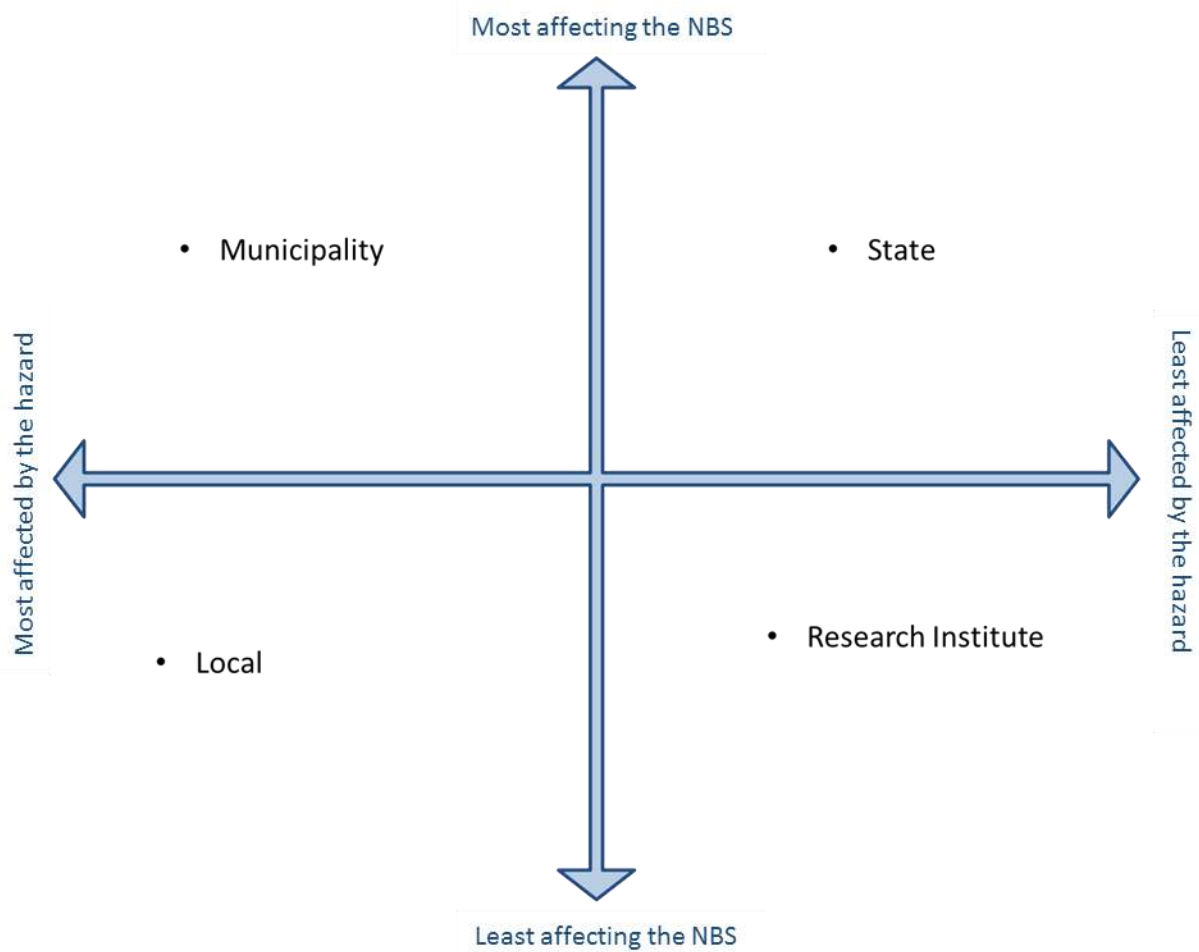 Most affecting the NBS
• Municipality
• State
Most affected by the hazard
Least affected by the hazard
• Local
• Research Institute
Least affecting the NBS